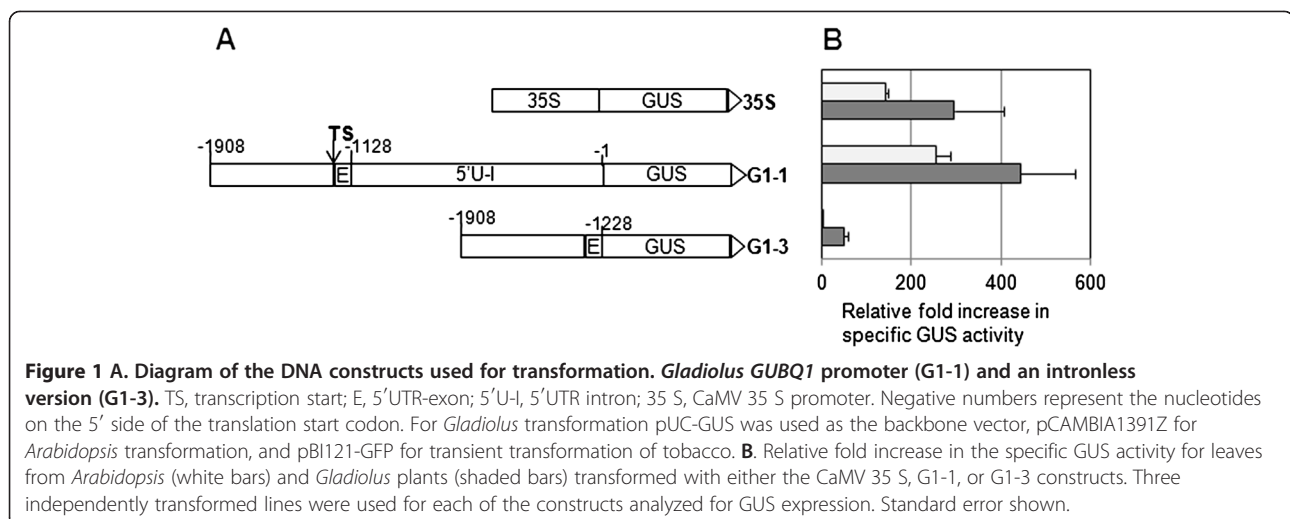 A
B
35S GUS 35S
TS
-1908 -1128 -1
E 5'U-I GUS G1-1
-1908 -1228
E GUS G1-3
0 200 400 600
Relative fold increase in
specific GUS activity
Figure 1 A. Diagram of the DNA constructs used for transformation. Gladiolus GUBQ1 promoter (G1-1) and an intronless
version (G1-3). TS, transcription start; E, 5′UTR-exon; 5′U-I, 5′UTR intron; 35 S, CaMV 35 S promoter. Negative numbers represent the nucleotides
on the 5′ side of the translation start codon. For Gladiolus transformation pUC-GUS was used as the backbone vector, pCAMBIA1391Z for
Arabidopsis transformation, and pBI121-GFP for transient transformation of tobacco. B. Relative fold increase in the specific GUS activity for leaves
from Arabidopsis (white bars) and Gladiolus plants (shaded bars) transformed with either the CaMV 35 S, G1-1, or G1-3 constructs. Three
independently transformed lines were used for each of the constructs analyzed for GUS expression. Standard error shown.